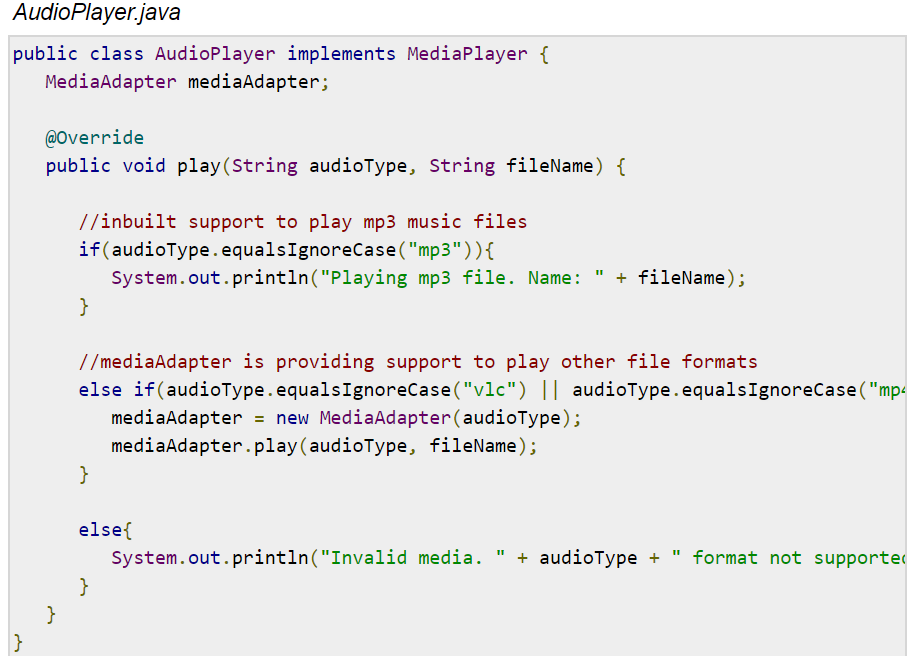 AudioPlayer.java
public class AudioPlayer implements MediaPlayer {
   MediaAdapter mediaAdapter;
   @Override
   public void play(String audioType, String fileName) {
      //inbuilt support to play mp3 music files
      if(audioType.equalsIgnoreCase("mp3")){
         System.out.println("Playing mp3 file. Name: " + fileName);
      }
      //mediaAdapter is providing support to play other file formats
      else if(audioType.equalsIgnoreCase("vlc") || audioType.equalsIgnoreCase("mp4
         mediaAdapter = new MediaAdapter(audioType);
         mediaAdapter.play(audioType, fileName);
      }
      else{
         System.out.println("Invalid media. " + audioType + " format not supported
      }
   }
}